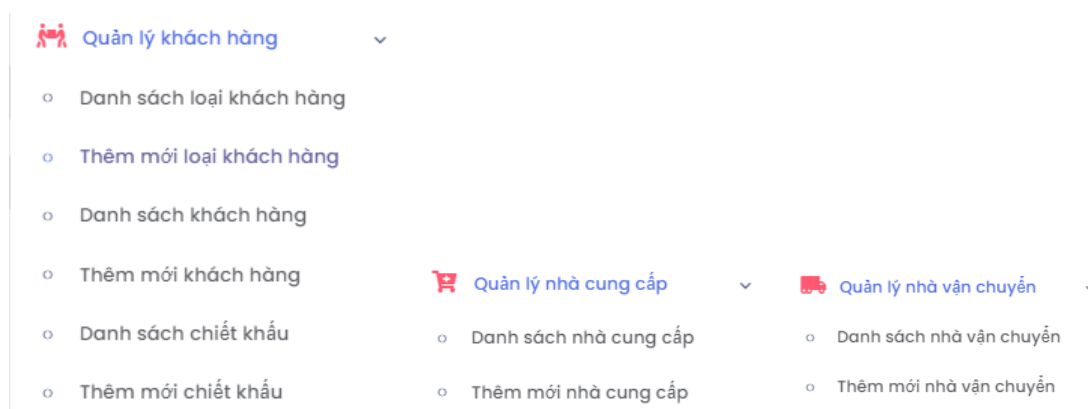 Quản lý khách hàng
Danh sách loại khách hàng
Thêm mới loại khách hàng
Danh sách khách hàng
Thêm mới khách hàng
Danh sách chiết khấu
Thêm mới chiết khấu
Quản lý nhà cung cấp
Danh sách nhà cung cấp
Thêm mới nhà cung cấp
Quản lý nhà vận chuyển
Danh sách nhà vận chuyển
Thêm mới nhà vận chuyển